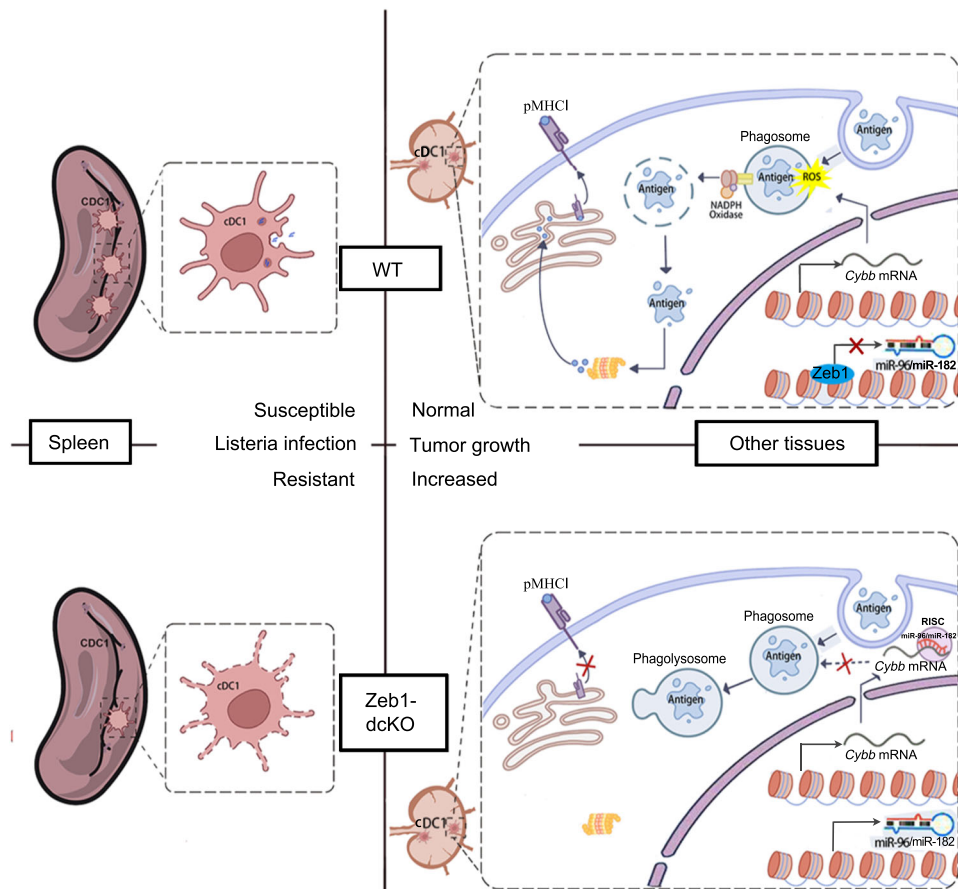 pMHCI
cDC1
Antigen
Phagosome
Antigen
ROS
Antigen
NADPH
Oxidase
CDC1
cDC1
WT
Cybb mRNA
Antigen
miR-96/miR-182
Zeb1
Susceptible
Normal
Spleen
Listeria infection
Tumor growth
Other tissues
Resistant
Increased
pMHCI
Antigen
Phagosome
RISC
miR-96/miR-182
Cybb mRNA
Antigen
Phagolysosome
Antigen
CDC1
cDC1
Zeb1-
dcKO
Cybb mRNA
cDC1
miR-96/miR-182